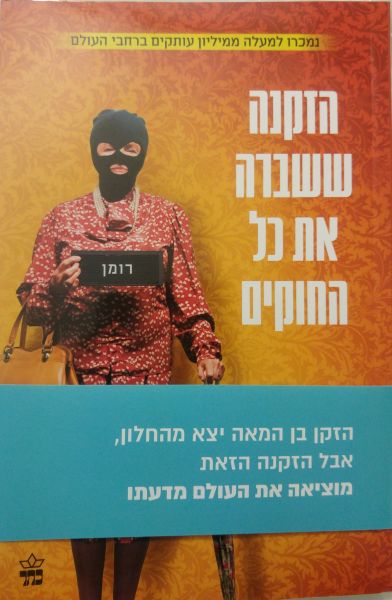 נמכרו למעלה ממיליון עותקים ברחבי העולם
הזקנה
ששברה
את כל
החוקים
רומן
הזקן בן המאה יצא מהחלון,
אבל הזקנה הזאת
מוציאה את העולם מדעתו
כתר